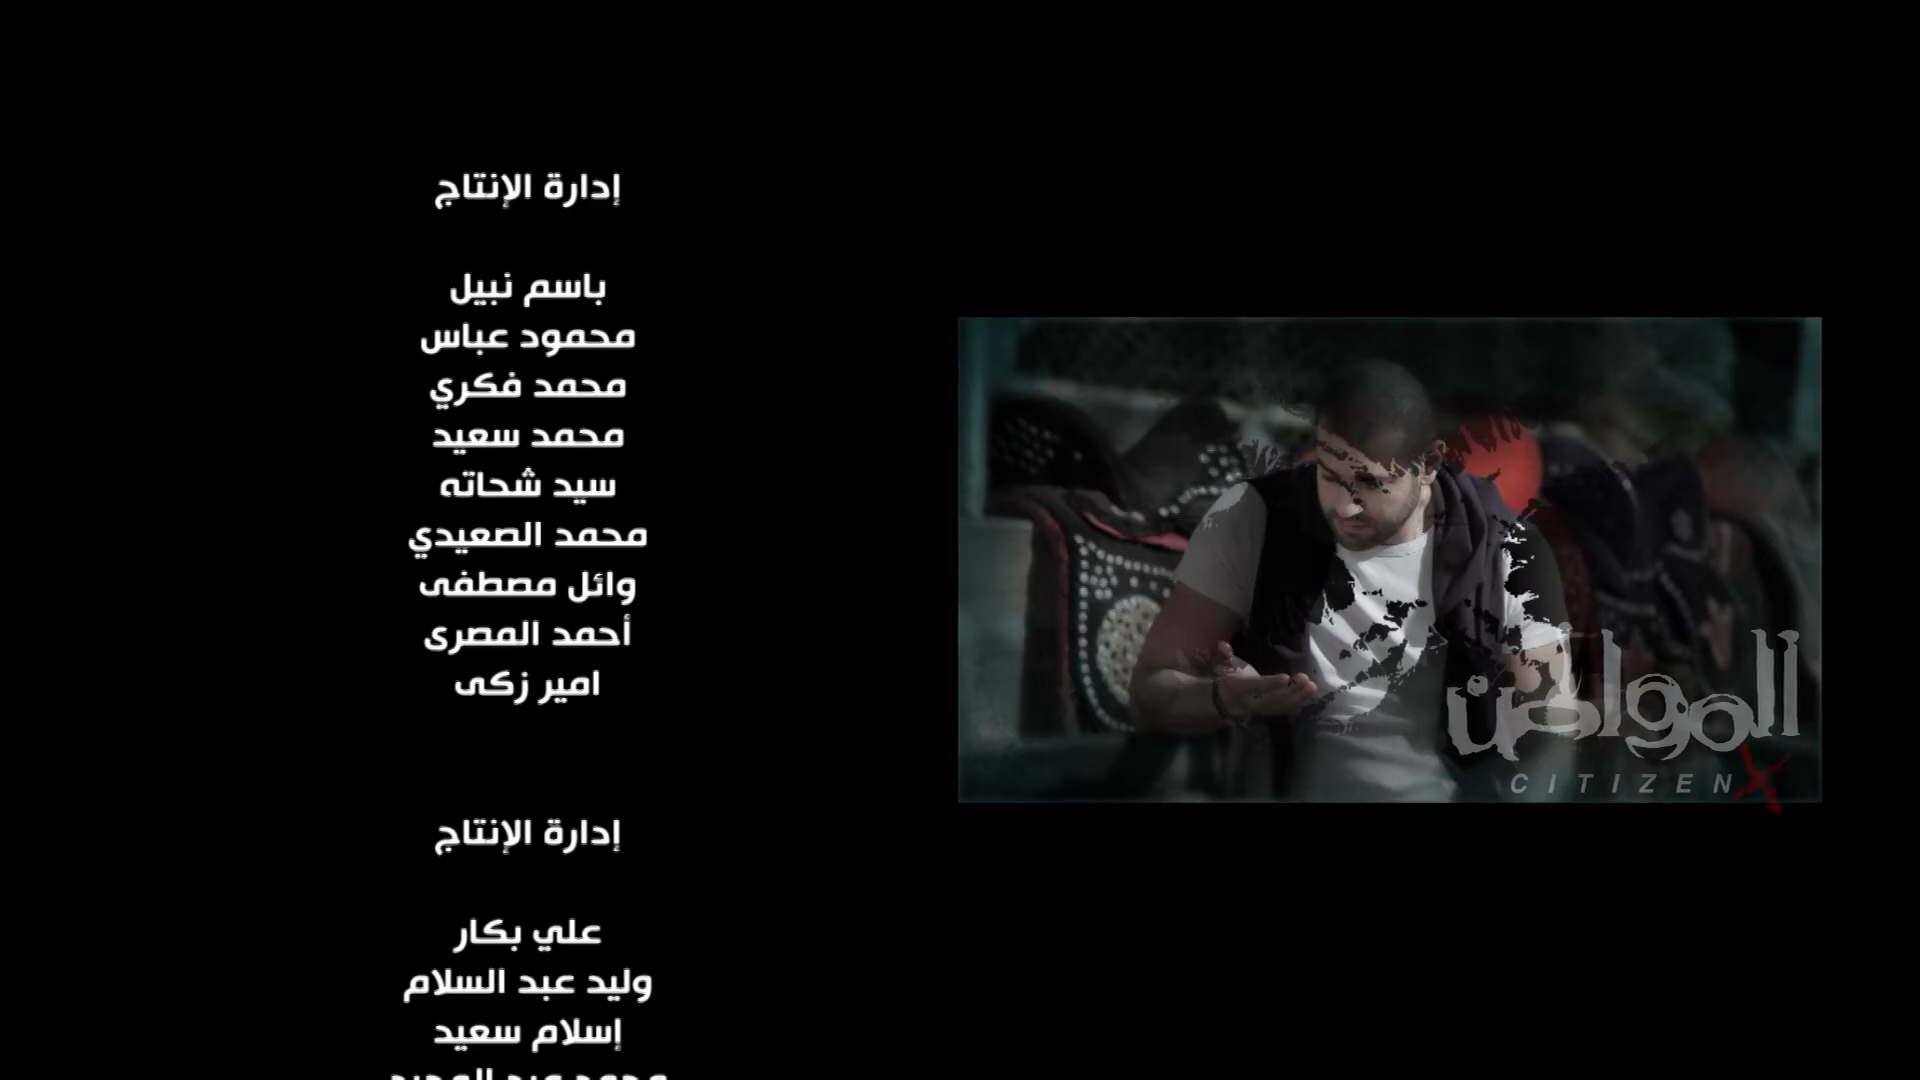 إدارة الإنتاج
باسم نبيل
محمود عباس
محمد فكري
محمد سعيد
سيد شحاته
محمد الصعيدي
وائل مصطفى
أحمد المصرى
امير زكى
إدارة الإنتاج
علي بكار
وليد عبد السلام
إسلام سعيد
المواطن
CITIZEN X